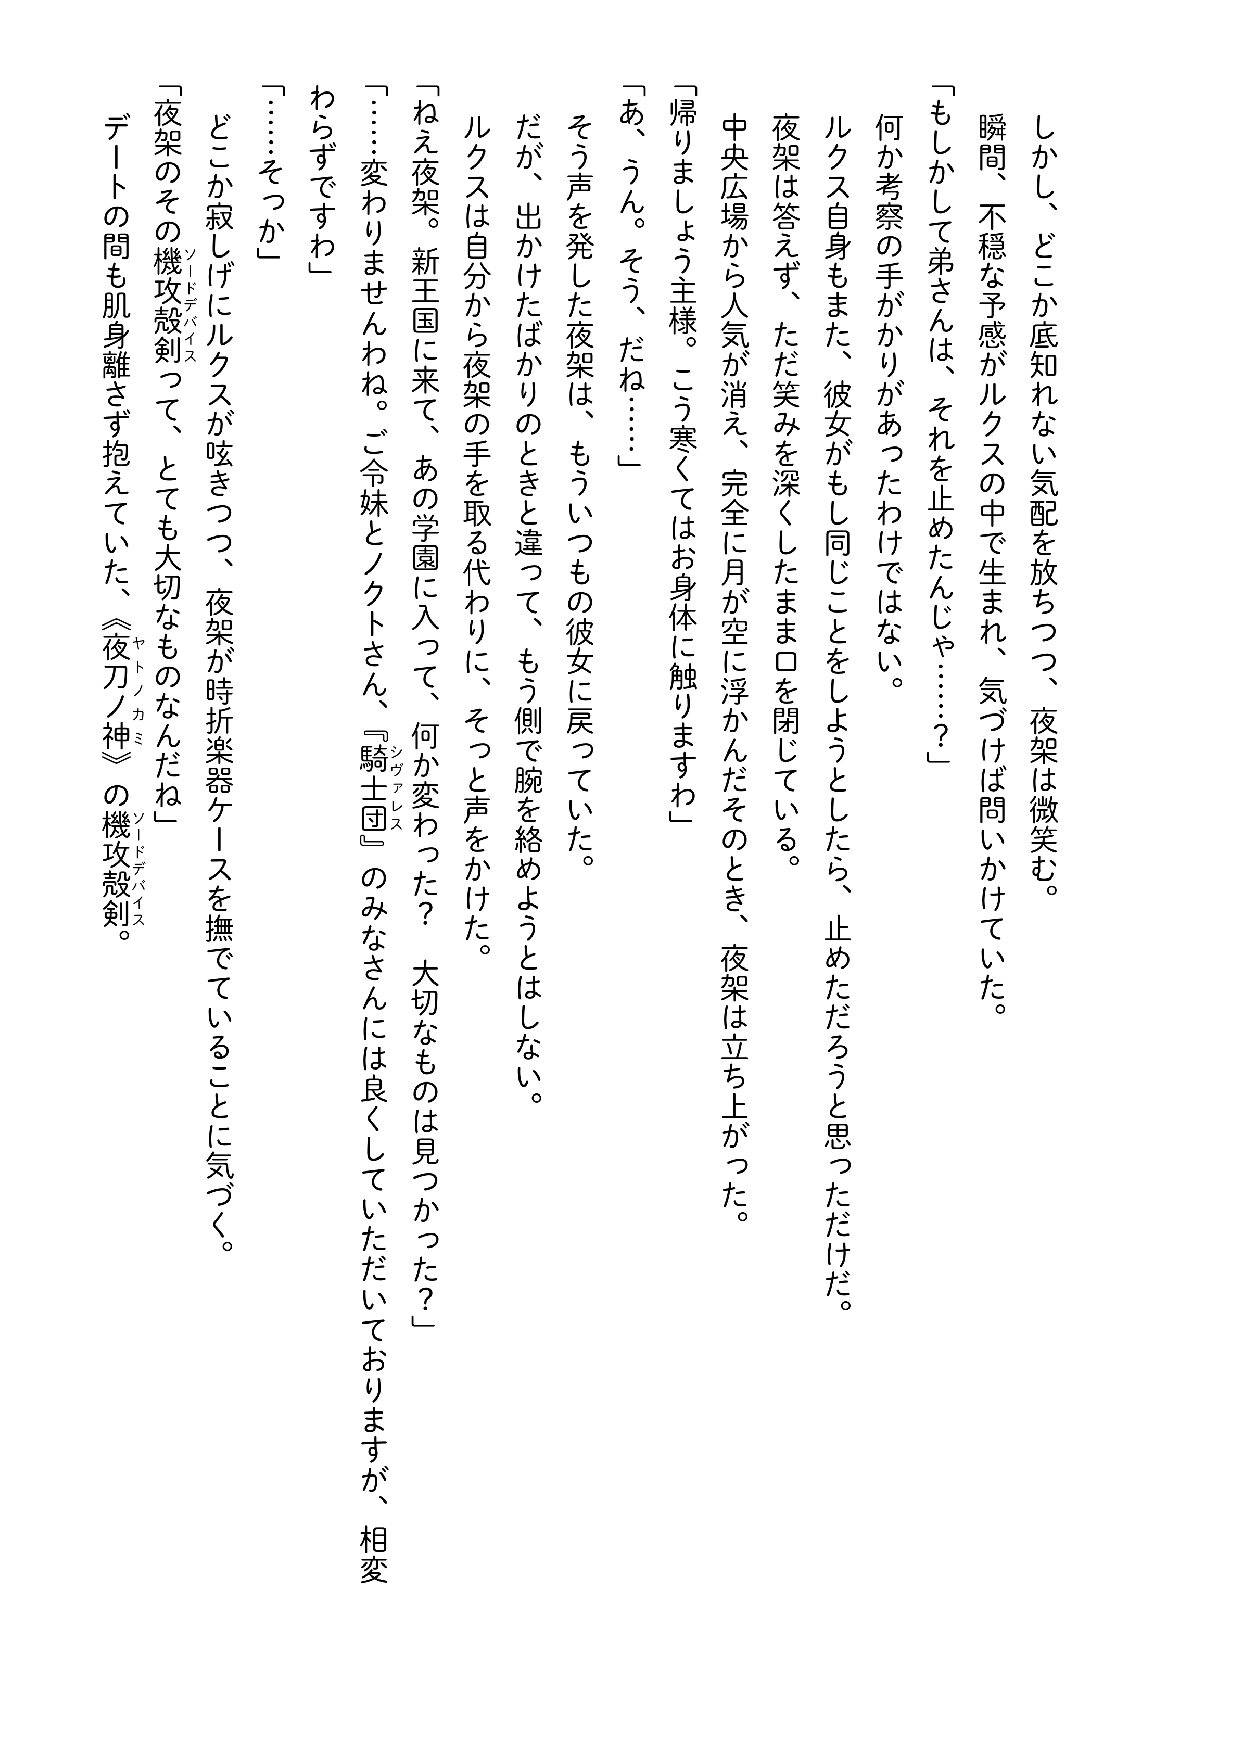 しかし、どこか底知れない気配を放ちつつ、夜架は微笑む。
瞬間、不穏な予感がルクスの中で生まれ、気づけば問いかけていた。
「もしかして弟さんは、それを止めたんじゃ……？」
何か考察の手がかりがあったわけではない。
ルクス自身もまた、彼女がもし同じことをしようとしたら、止めただろうと思っただけだ。
夜架は答えず、ただ笑みを深くしたまま口を閉じている。
中央広場から人気が消え、完全に月が空に浮かんだそのとき、夜架は立ち上がった。
「帰りましょう主様。こう寒くてはお身体に触りますわ」
「あ、うん。そう、だね……」
そう声を発した夜架は、もういつもの彼女に戻っていた。
だが、出かけたばかりのときと違って、もう側で腕を絡めようとはしない。
ルクスは自分から夜架の手を取る代わりに、そっと声をかけた。
「ねえ夜架。新王国に来て、あの学園に入って、何か変わった？　大切なものは見つかった？」
「……変わりませんわね。ご令妹とノクトさん、『騎士団』のみなさんには良くしていただいておりますが、相変
シヴァレス
わらずですわ」
「……そっか」
どこか寂しげにルクスが呟きつつ、夜架が時折楽器ケースを撫でていることに気づく。
「夜架のその機攻殻剣って、とても大切なものなんだね」
ソードデバイス
デートの間も肌身離さず抱えていた、《夜刀ノ神》の機攻殻剣。
ヤトノカミ
ソードデバイス